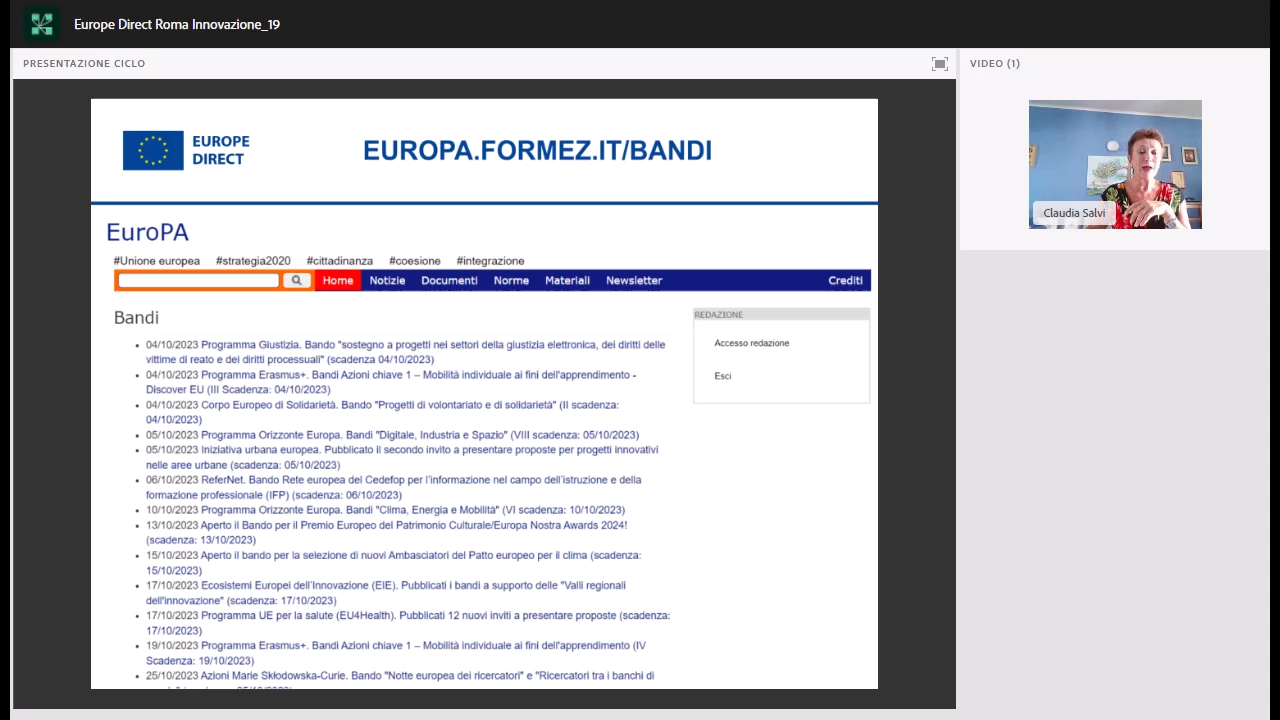 Europe Direct Roma Innovazione_19
PRESENTAZIONE CICLO
VIDEO (1)
EUROPE
DIRECT
EUROPA.FORMEZ.IT/BANDI
EuroPA
#Unione europea #strategia2020 #cittadinanza #coesione #integrazione
Home Notizie Documenti Norme Materiali Newsletter Crediti
Bandi
04/10/2023 Programma Giustizia. Bando "sostegno a progetti nei settori della giustizia elettronica, dei diritti delle
vittime di reato e dei diritti processuali" (scadenza 04/10/2023)
04/10/2023 Programma Erasmus+. Bandi Azioni chiave 1 – Mobilità individuale ai fini dell'apprendimento -
Discover EU (III Scadenza: 04/10/2023)
04/10/2023 Corpo Europeo di Solidarietà. Bando "Progetti di volontariato e di solidarietà" (II scadenza:
04/10/2023)
05/10/2023 Programma Orizzonte Europa. Bandi "Digitale, Industria e Spazio" (VIII scadenza: 05/10/2023)
05/10/2023 Iniziativa urbana europea. Pubblicato il secondo invito a presentare proposte per progetti innovativi
nelle aree urbane (scadenza: 05/10/2023)
06/10/2023 ReferNet. Bando Rete europea del Cedefop per l'informazione nel campo dell'istruzione e della
formazione professionale (IFP) (scadenza: 06/10/2023)
10/10/2023 Programma Orizzonte Europa. Bandi "Clima, Energia e Mobilità" (VI scadenza: 10/10/2023)
13/10/2023 Aperto il Bando per il Premio Europeo del Patrimonio Culturale/Europa Nostra Awards 2024!
(scadenza: 13/10/2023)
15/10/2023 Aperto il bando per la selezione di nuovi Ambasciatori del Patto europeo per il clima (scadenza:
15/10/2023)
17/10/2023 Ecosistemi Europei dell'Innovazione (EIE). Pubblicati i bandi a supporto delle "Valli regionali
dell'innovazione" (scadenza: 17/10/2023)
17/10/2023 Programma UE per la salute (EU4Health). Pubblicati 12 nuovi inviti a presentare proposte (scadenza:
17/10/2023)
19/10/2023 Programma Erasmus+. Bandi Azioni chiave 1 – Mobilità individuale ai fini dell'apprendimento (IV
Scadenza: 19/10/2023)
25/10/2023 Azioni Marie Skłodowska-Curie. Bando "Notte europea dei ricercatori" e "Ricercatori tra i banchi di
REDAZIONE
Accesso redazione
Esci
Claudia Salvi